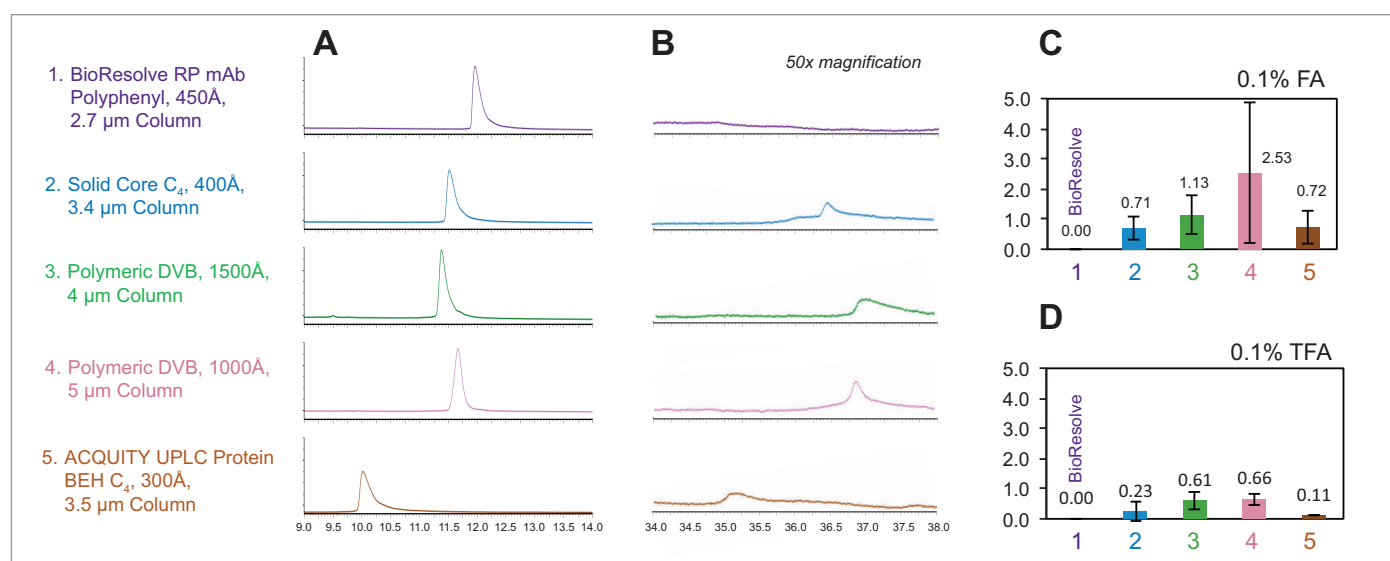 A
B
C
D
1. BioResolve RP mAb
Polyphenyl, 450Å,
2.7 µm Column
2. Solid Core C₄, 400Å,
3.4 µm Column
3. Polymeric DVB, 1500Å,
4 µm Column
4. Polymeric DVB, 1000Å,
5 µm Column
5. ACQUITY UPLC Protein
BEH C₄, 300Å,
3.5 µm Column
9.0 9.5 10.0 10.5 11.0 11.5 12.0 12.5 13.0 13.5 14.0
50x magnification
34.0 34.5 35.0 35.5 36.0 36.5 37.0 37.5 38.0
0.1% FA
5.0
4.0
3.0
2.0
1.0
0.0
BioResolve
0.00
0.71
1.13
2.53
0.72
1 2 3 4 5
0.1% TFA
5.0
4.0
3.0
2.0
1.0
0.0
BioResolve
0.00
0.23
0.61
0.66
0.11
1 2 3 4 5